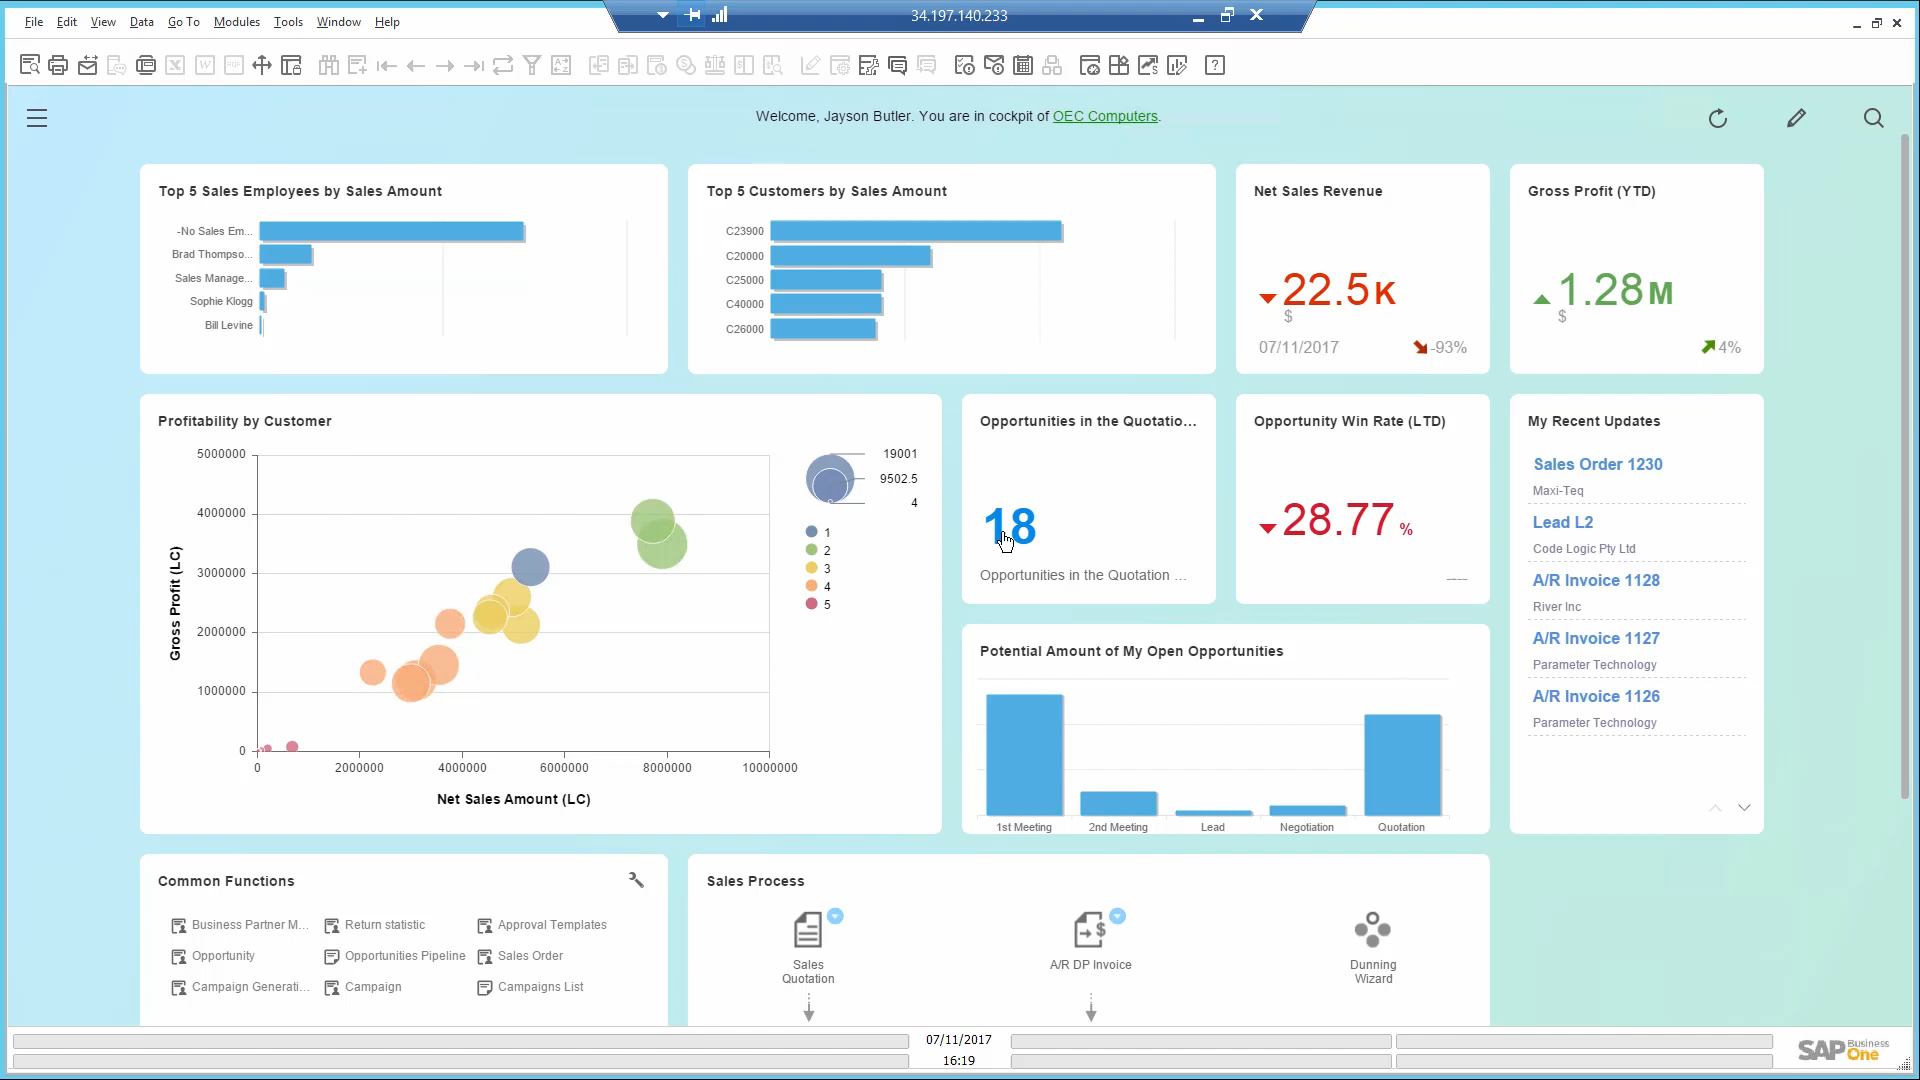 34.197.140.233
File Edit View Data Go To Modules Tools Window Help
Welcome, Jayson Butler. You are in cockpit of OEC Computers.
Top 5 Sales Employees by Sales Amount
-No Sales Em...
Brad Thompso...
Sales Manage...
Sophie Klogg
Bill Levine
Top 5 Customers by Sales Amount
C23900
C20000
C25000
C40000
C26000
Net Sales Revenue
22.5K
$
07/11/2017 -93%
Gross Profit (YTD)
1.28M
$
4%
Profitability by Customer
Gross Profit (LC)
5000000
4000000
3000000
2000000
1000000
0
0 2000000 4000000 6000000 8000000 10000000
Net Sales Amount (LC)
19001
9502.5
4
1
2
3
4
5
Opportunities in the Quotatio...
18
Opportunities in the Quotation ...
Opportunity Win Rate (LTD)
28.77 %
My Recent Updates
Sales Order 1230
Maxi-Teq
Lead L2
Code Logic Pty Ltd
A/R Invoice 1128
River Inc
A/R Invoice 1127
Parameter Technology
A/R Invoice 1126
Parameter Technology
Potential Amount of My Open Opportunities
1st Meeting 2nd Meeting Lead Negotiation Quotation
Common Functions
Business Partner M... Return statistic Approval Templates
Opportunity Opportunities Pipeline Sales Order
Campaign Generati... Campaign Campaigns List
Sales Process
Sales
Quotation
A/R DP Invoice
Dunning
Wizard
07/11/2017
16:19
SAP Business
One